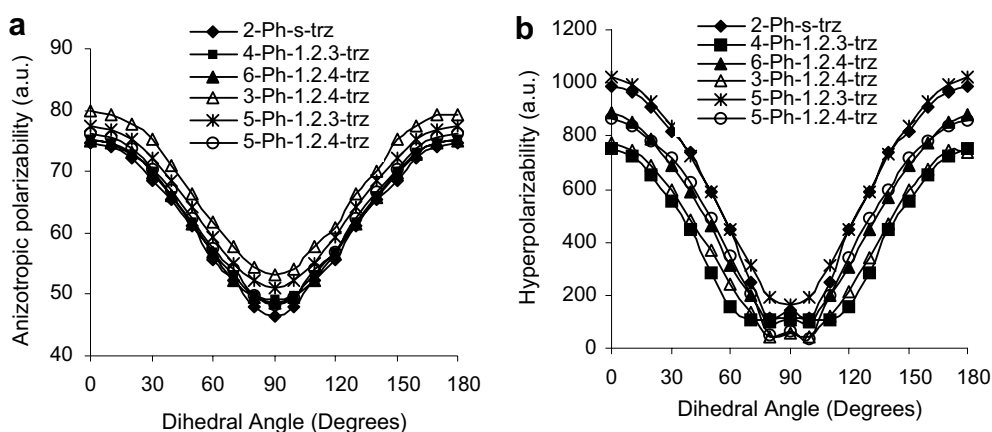 a
2-Ph-s-trz
4-Ph-1.2.3-trz
6-Ph-1.2.4-trz
3-Ph-1.2.4-trz
5-Ph-1.2.3-trz
5-Ph-1.2.4-trz
Anizotropic polarizability (a.u.)
90
80
70
60
50
40
0 30 60 90 120 150 180
Dihedral Angle (Degrees)
b
2-Ph-s-trz
4-Ph-1.2.3-trz
6-Ph-1.2.4-trz
3-Ph-1.2.4-trz
5-Ph-1.2.3-trz
5-Ph-1.2.4-trz
Hyperpolarizability (a.u.)
1200
1000
800
600
400
200
0
0 30 60 90 120 150 180
Dihedral Angle (Degrees)